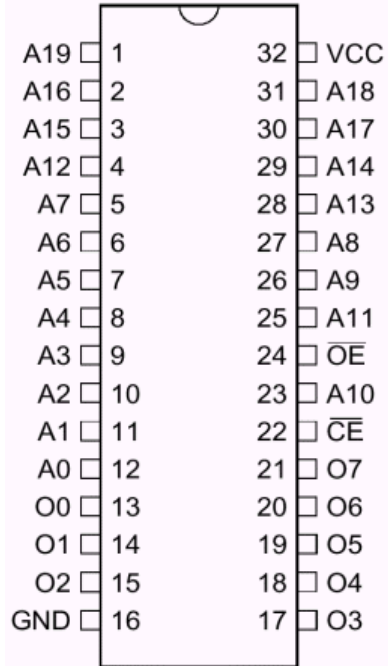 A19 1 32 VCC
A16 2 31 A18
A15 3 30 A17
A12 4 29 A14
A7 5 28 A13
A6 6 27 A8
A5 7 26 A9
A4 8 25 A11
A3 9 24 O̅E̅
A2 10 23 A10
A1 11 22 C̅E̅
A0 12 21 O7
O0 13 20 O6
O1 14 19 O5
O2 15 18 O4
GND 16 17 O3